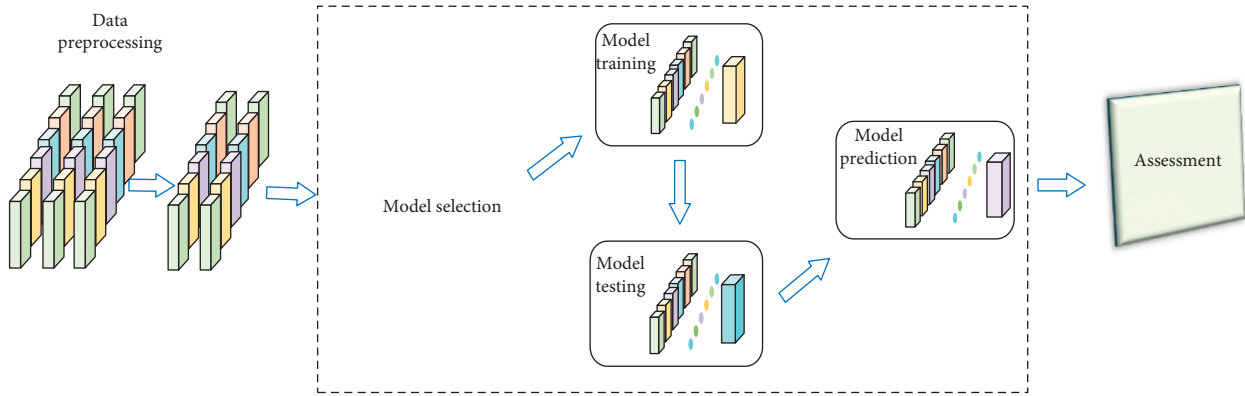 Data
preprocessing
Model selection
Model
training
Model
testing
Model
prediction
Assessment